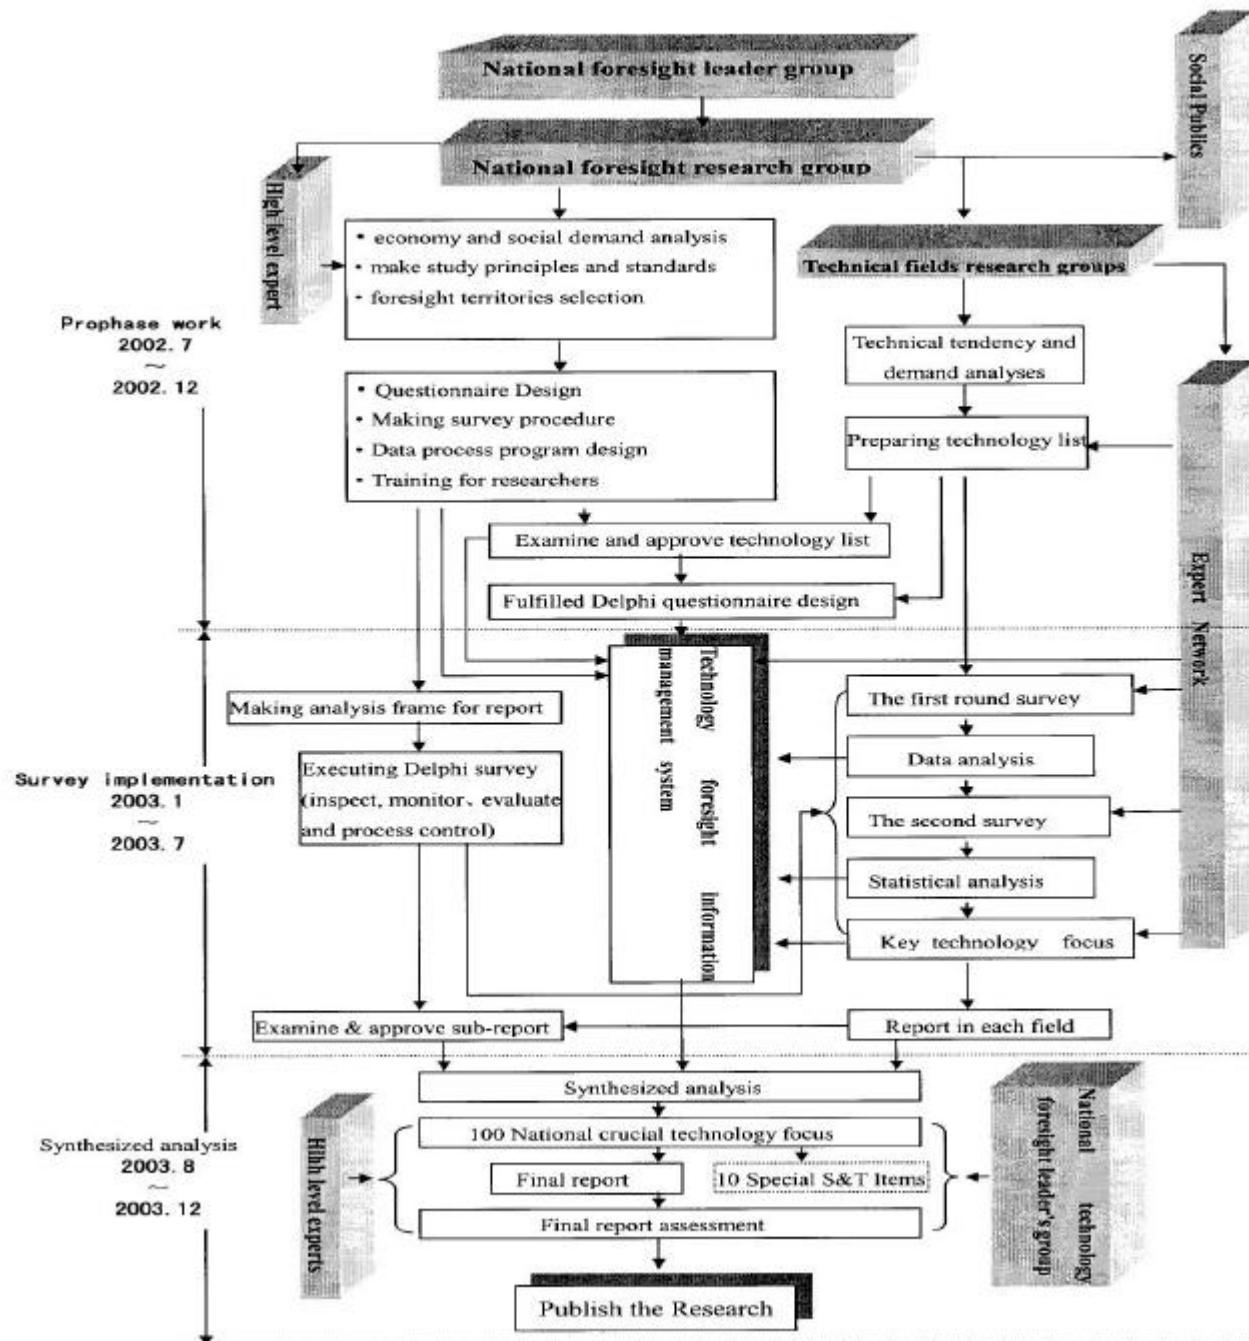 National foresight leader group
Social Publics
National foresight research group
High level expert
• economy and social demand analysis
• make study principles and standards
• foresight territories selection
Technical fields research groups
Prophase work
2002. 7
～
2002. 12
Technical tendency and
demand analyses
• Questionnaire Design
• Making survey procedure
• Data process program design
• Training for researchers
Preparing technology list
Examine and approve technology list
Fulfilled Delphi questionnaire design
Expert Network
Technology foresight information
management system
Making analysis frame for report
The first round survey
Data analysis
Survey implementation
2003. 1
～
2003. 7
Executing Delphi survey
(inspect, monitor、evaluate
and process control)
The second survey
Statistical analysis
Key technology focus
Examine & approve sub-report
Report in each field
Synthesized analysis
Synthesized analysis
2003. 8
～
2003. 12
Hihh level experts
100 National crucial technology focus
Final report
10 Special S&T Items
Final report assessment
National technology
foresight leader's group
Publish the Research